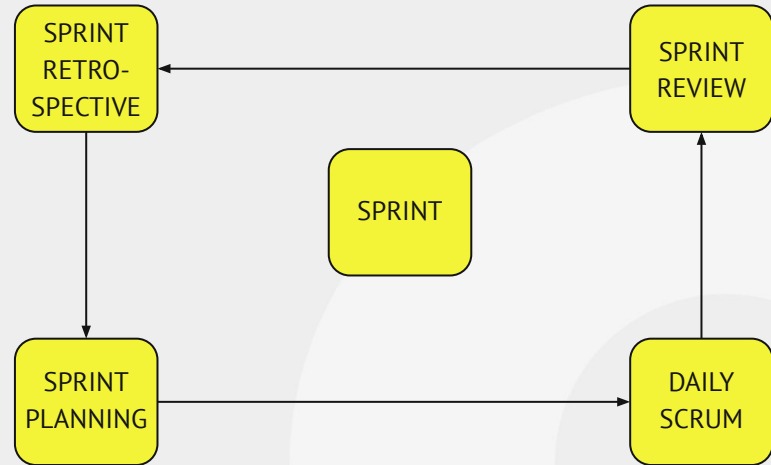 SPRINT
RETRO-
SPECTIVE
SPRINT
REVIEW
SPRINT
SPRINT
PLANNING
DAILY
SCRUM